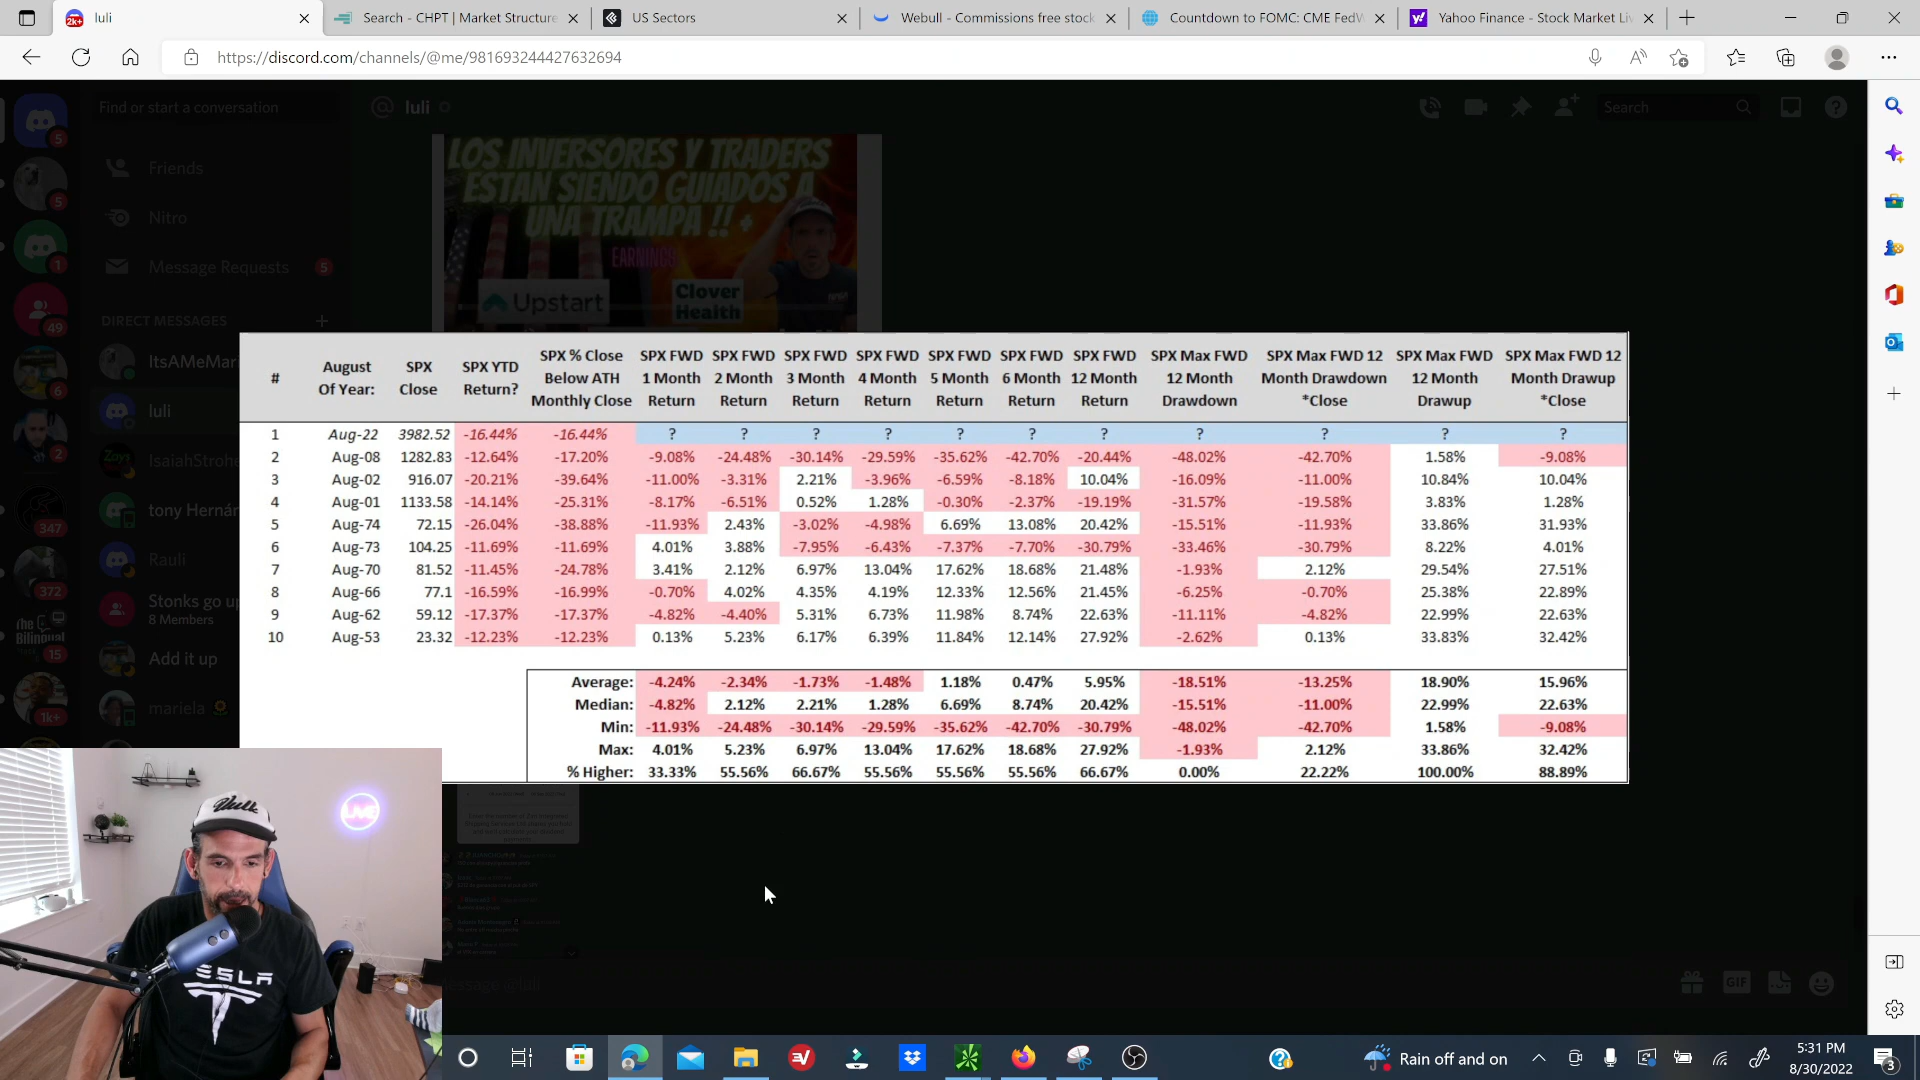 luli
Search - CHPT | Market Structure
US Sectors
Webull - Commissions free stock
Countdown to FOMC: CME FedW
Yahoo Finance - Stock Market Liv
https://discord.com/channels/@me/981693244427632694
Find or start a conversation
luli
Search
Friends
Nitro
Message Requests 5
DIRECT MESSAGES
ItsAMeMar
luli
IsaiahStrohe
tony Hernár
Rauli
Stonks go u
8 Members
Add it up
mariela
LOS INVERSORES Y TRADERS
ESTAN SIENDO GUIADOS A
UNA TRAMPA !! +
EARNINGS
Upstart
Clover
Health
# August Of Year: SPX Close SPX YTD Return? SPX % Close Below ATH Monthly Close SPX FWD 1 Month Return SPX FWD 2 Month Return SPX FWD 3 Month Return SPX FWD 4 Month Return SPX FWD 5 Month Return SPX FWD 6 Month Return SPX FWD 12 Month Return SPX Max FWD 12 Month Drawdown SPX Max FWD 12 Month Drawdown *Close SPX Max FWD 12 Month Drawup SPX Max FWD 12 Month Drawup *Close
1 Aug-22 3982.52 -16.44% -16.44% ? ? ? ? ? ? ? ? ? ? ?
2 Aug-08 1282.83 -12.64% -17.20% -9.08% -24.48% -30.14% -29.59% -35.62% -42.70% -20.44% -48.02% -42.70% 1.58% -9.08%
3 Aug-02 916.07 -20.21% -39.64% -11.00% -3.31% 2.21% -3.96% -6.59% -8.18% 10.04% -16.09% -11.00% 10.84% 10.04%
4 Aug-01 1133.58 -14.14% -25.31% -8.17% -6.51% 0.52% 1.28% -0.30% -2.37% -19.19% -31.57% -19.58% 3.83% 1.28%
5 Aug-74 72.15 -26.04% -38.88% -11.93% 2.43% -3.02% -4.98% 6.69% 13.08% 20.42% -15.51% -11.93% 33.86% 31.93%
6 Aug-73 104.25 -11.69% -11.69% 4.01% 3.88% -7.95% -6.43% -7.37% -7.70% -30.79% -33.46% -30.79% 8.22% 4.01%
7 Aug-70 81.52 -11.45% -24.78% 3.41% 2.12% 6.97% 13.04% 17.62% 18.68% 21.48% -1.93% 2.12% 29.54% 27.51%
8 Aug-66 77.1 -16.59% -16.99% -0.70% 4.02% 4.35% 4.19% 12.33% 12.56% 21.45% -6.25% -0.70% 25.38% 22.89%
9 Aug-62 59.12 -17.37% -17.37% -4.82% -4.40% 5.31% 6.73% 11.98% 8.74% 22.63% -11.11% -4.82% 22.99% 22.63%
10 Aug-53 23.32 -12.23% -12.23% 0.13% 5.23% 6.17% 6.39% 11.84% 12.14% 27.92% -2.62% 0.13% 33.83% 32.42%
Average: -4.24% -2.34% -1.73% -1.48% 1.18% 0.47% 5.95% -18.51% -13.25% 18.90% 15.96%
Median: -4.82% 2.12% 2.21% 1.28% 6.69% 8.74% 20.42% -15.51% -11.00% 22.99% 22.63%
Min: -11.93% -24.48% -30.14% -29.59% -35.62% -42.70% -30.79% -48.02% -42.70% 1.58% -9.08%
Max: 4.01% 5.23% 6.97% 13.04% 17.62% 18.68% 27.92% -1.93% 2.12% 33.86% 32.42%
% Higher: 33.33% 55.56% 66.67% 55.56% 55.56% 55.56% 66.67% 0.00% 22.22% 100.00% 88.89%
LIVE
TESLA
GIF
Rain off and on
5:31 PM
8/30/2022
3